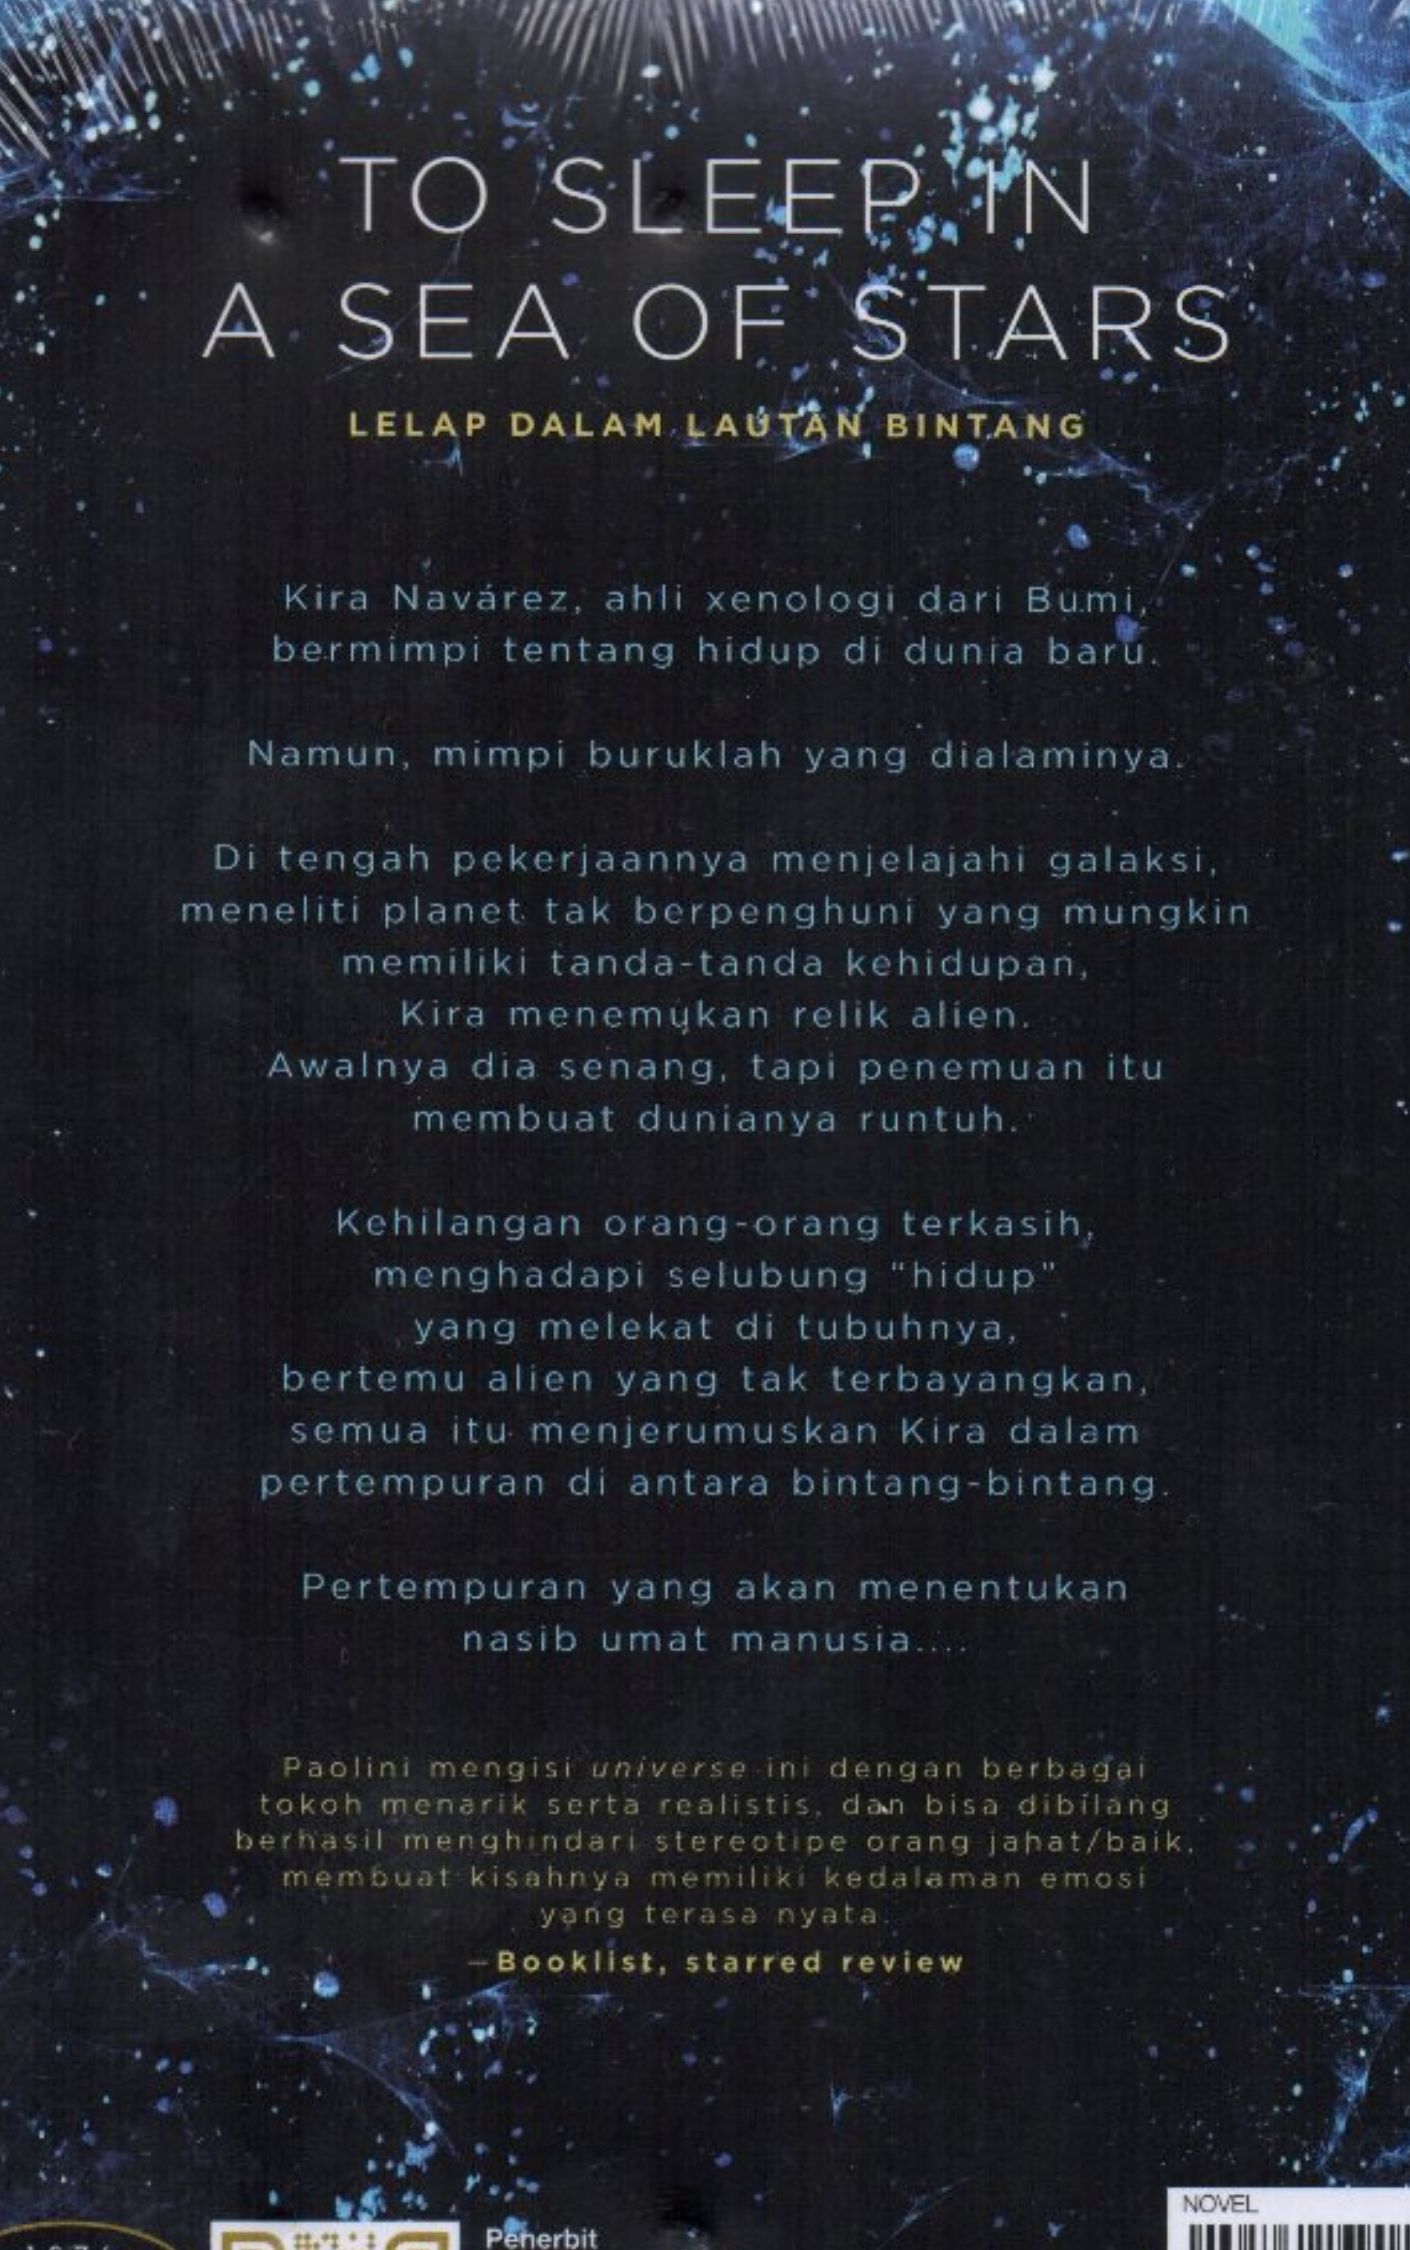 TO SLEEP IN
A SEA OF STARS
LELAP DALAM LAUTAN BINTANG
Kira Navárez, ahli xenologi dari Bumi,
bermimpi tentang hidup di dunia baru.
Namun, mimpi buruklah yang dialaminya.
Di tengah pekerjaannya menjelajahi galaksi,
meneliti planet tak berpenghuni yang mungkin
memiliki tanda-tanda kehidupan,
Kira menemukan relik alien.
Awalnya dia senang, tapi penemuan itu
membuat dunianya runtuh.
Kehilangan orang-orang terkasih,
menghadapi selubung "hidup"
yang melekat di tubuhnya,
bertemu alien yang tak terbayangkan,
semua itu menjerumuskan Kira dalam
pertempuran di antara bintang-bintang.
Pertempuran yang akan menentukan
nasib umat manusia....
Paolini mengisi universe ini dengan berbagai
tokoh menarik serta realistis, dan bisa dibilang
berhasil menghindari stereotipe orang jahat/baik,
membuat kisahnya memiliki kedalaman emosi
yang terasa nyata.
—Booklist, starred review
NOVEL
Penerbit